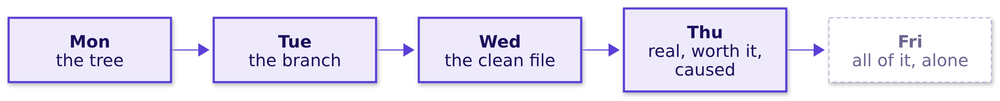 Mon
the tree
Tue
the branch
Wed
the clean file
Thu
real, worth it,
caused
Fri
all of it, alone